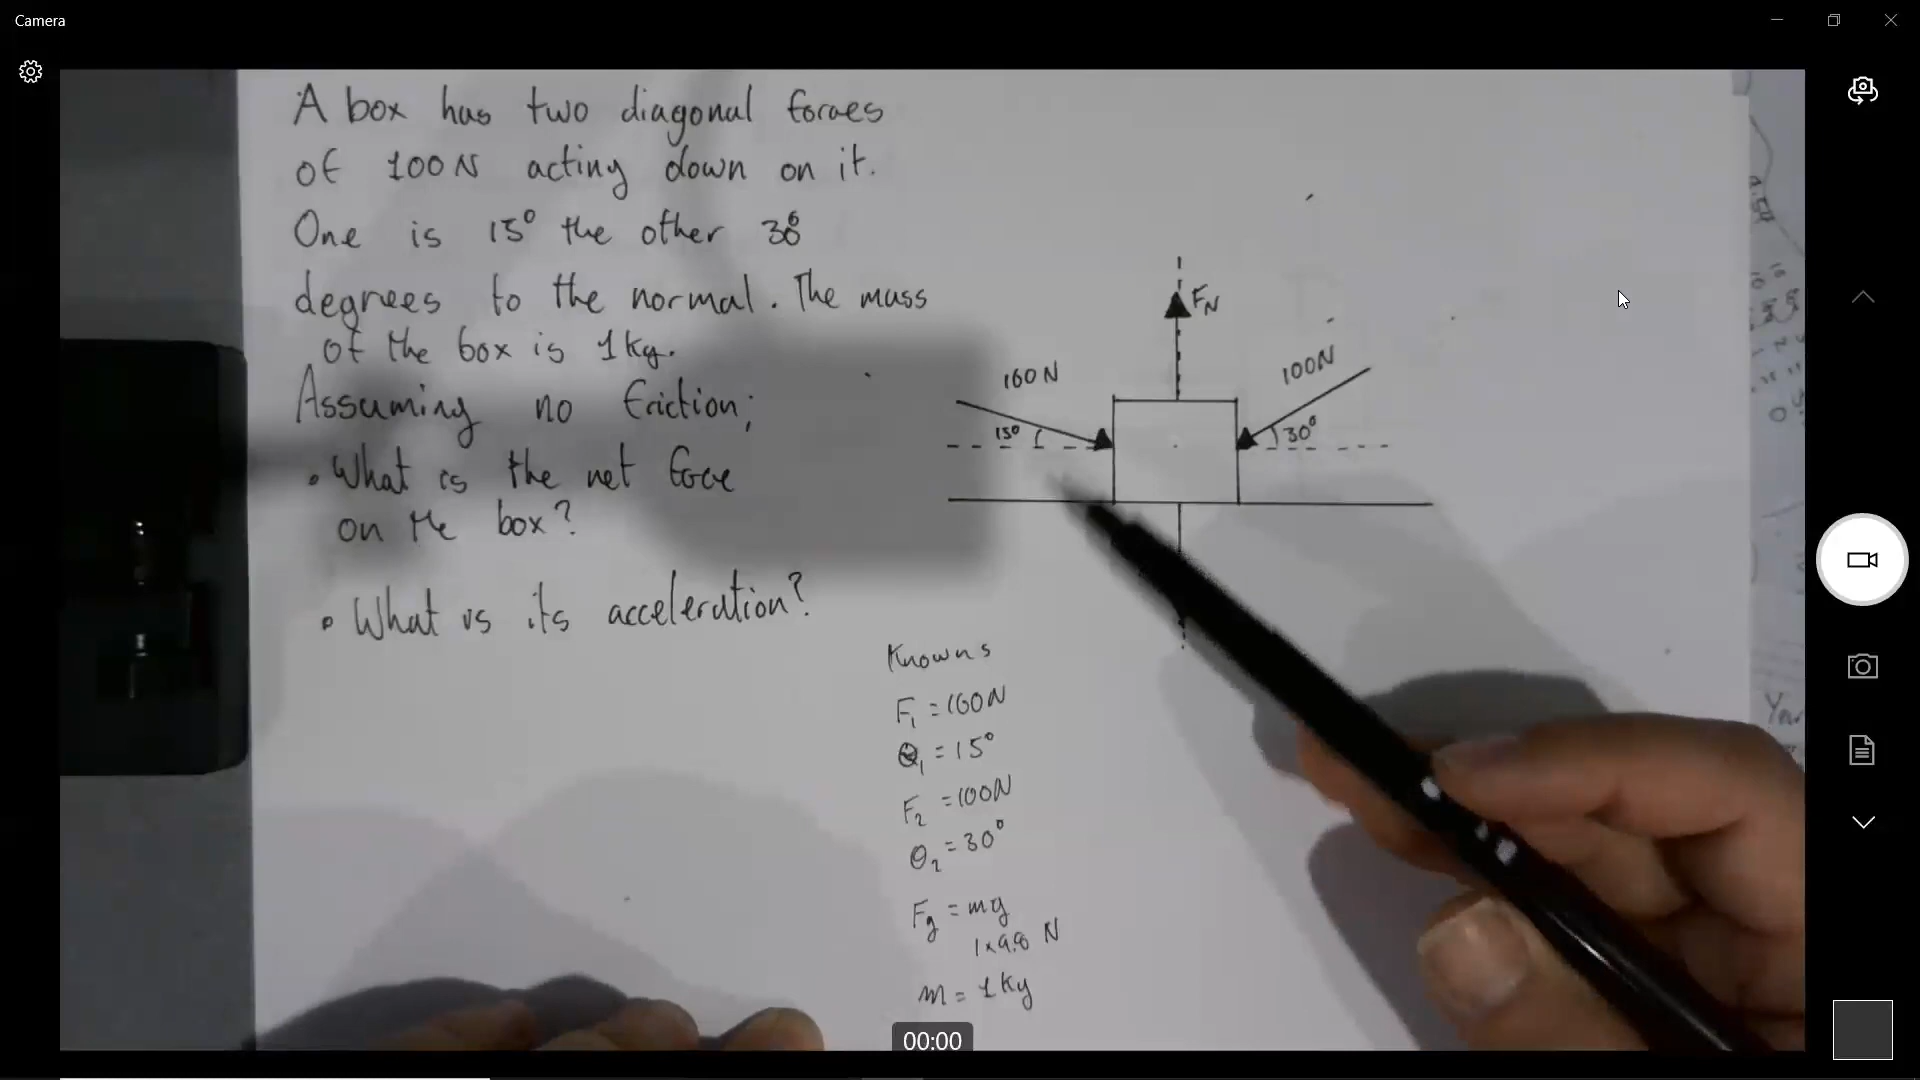 Camera
A box has two diagonal forces
of 100N acting down on it.
One is 15° the other 30
degrees to the normal. The mass
of the box is 1kg.
Assuming no friction;
• What is the net force
on the box?
• What is its acceleration?
F_N
100N
15°
100N
30°
Knowns
F₁ = 100N
θ₁ = 15°
F₂ = 100N
θ₂ = 30°
F_g = mg
1x9.8 N
m = 1kg
You
00:00